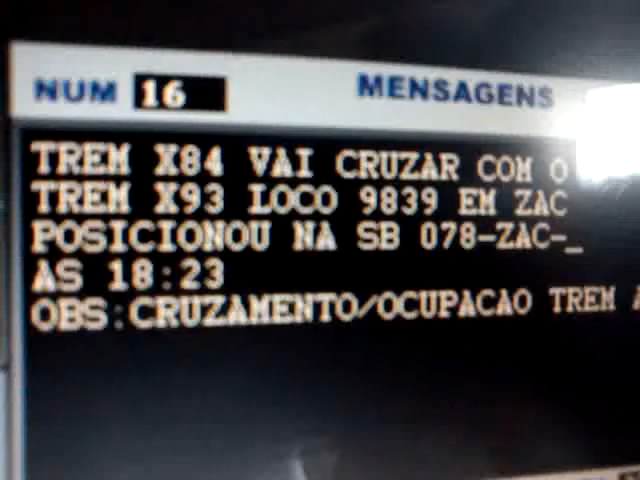 NUM 16 MENSAGENS
TREM X84 VAI CRUZAR COM O
TREM X93 LOCO 9839 EM ZAC
POSICIONOU NA SB 078-ZAC-_
AS 18:23
OBS:CRUZAMENTO/OCUPACAO TREM